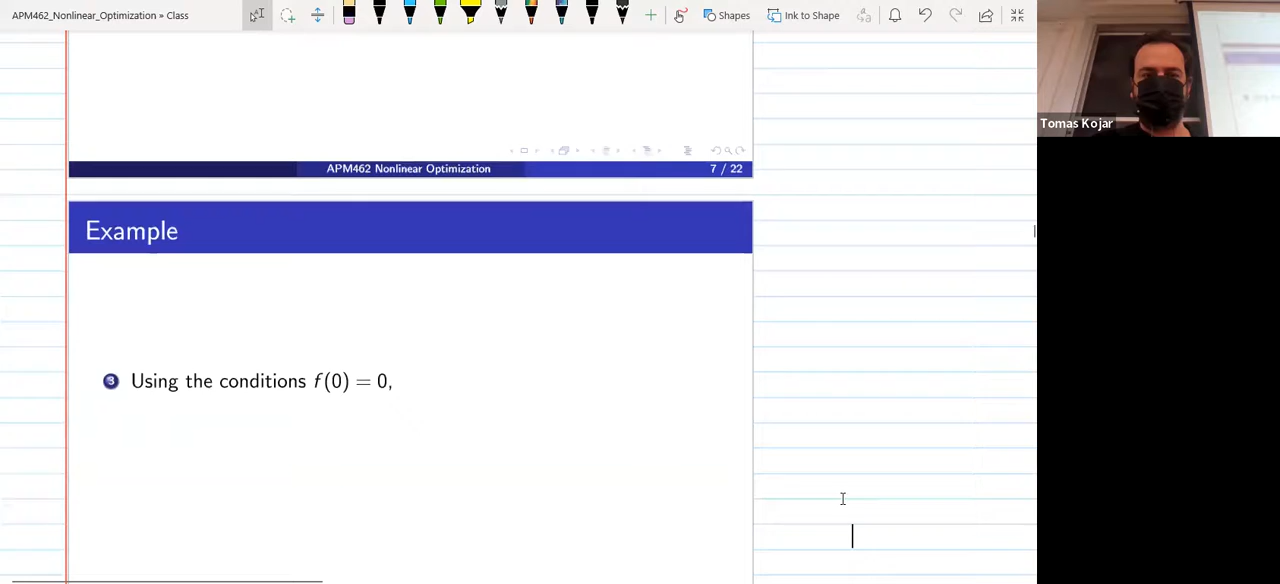 APM462_Nonlinear_Optimization » Class
Shapes
Ink to Shape
Tomas Kojar
APM462 Nonlinear Optimization
7 / 22
Example
3 Using the conditions f(0) = 0,